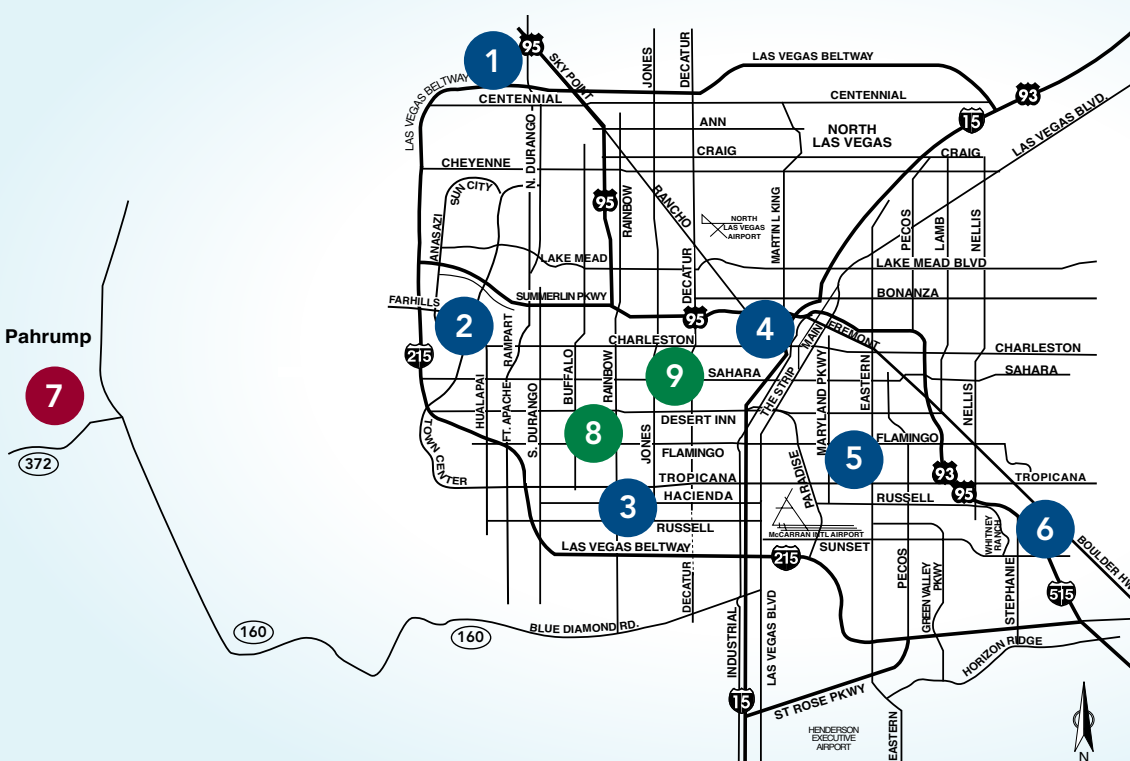 1
95
SKY POINT
JONES
DECATUR
LAS VEGAS BELTWAY
LAS VEGAS BELTWAY
93
CENTENNIAL
CENTENNIAL
15
LAS VEGAS BLVD.
ANN
NORTH
LAS VEGAS
N. DURANGO
CRAIG
CRAIG
CHEYENNE
SUN CITY
95
RAINBOW
RANCHO
NORTH
LAS VEGAS
AIRPORT
MARTIN L KING
PECOS
LAMB
NELLIS
ANASAZI
LAKE MEAD
DECATUR
LAKE MEAD BLVD
FARHILLS
SUMMERLIN PKWY
BONANZA
95
2
4
MAIN
FREMONT
Pahrump
RAMPART
CHARLESTON
CHARLESTON
215
7
9
SAHARA
SAHARA
HUALAPAI
FT. APACHE
S. DURANGO
BUFFALO
RAINBOW
THE STRIP
MARYLAND PKWY
EASTERN
NELLIS
DESERT INN
TOWN CENTER
8
JONES
FLAMINGO
FLAMINGO
5
372
PARADISE
93
95
TROPICANA
TROPICANA
3
HACIENDA
RUSSELL
RUSSELL
McCARRAN INTL AIRPORT
WHITNEY
RANCH
6
LAS VEGAS BELTWAY
215
SUNSET
BOULDER HWY
DECATUR
PECOS
GREEN VALLEY
PKWY
STEPHANIE
515
160
160
BLUE DIAMOND RD.
INDUSTRIAL
LAS VEGAS BLVD
HORIZON RIDGE
15
ST ROSE PKWY
HENDERSON
EXECUTIVE
AIRPORT
EASTERN
N